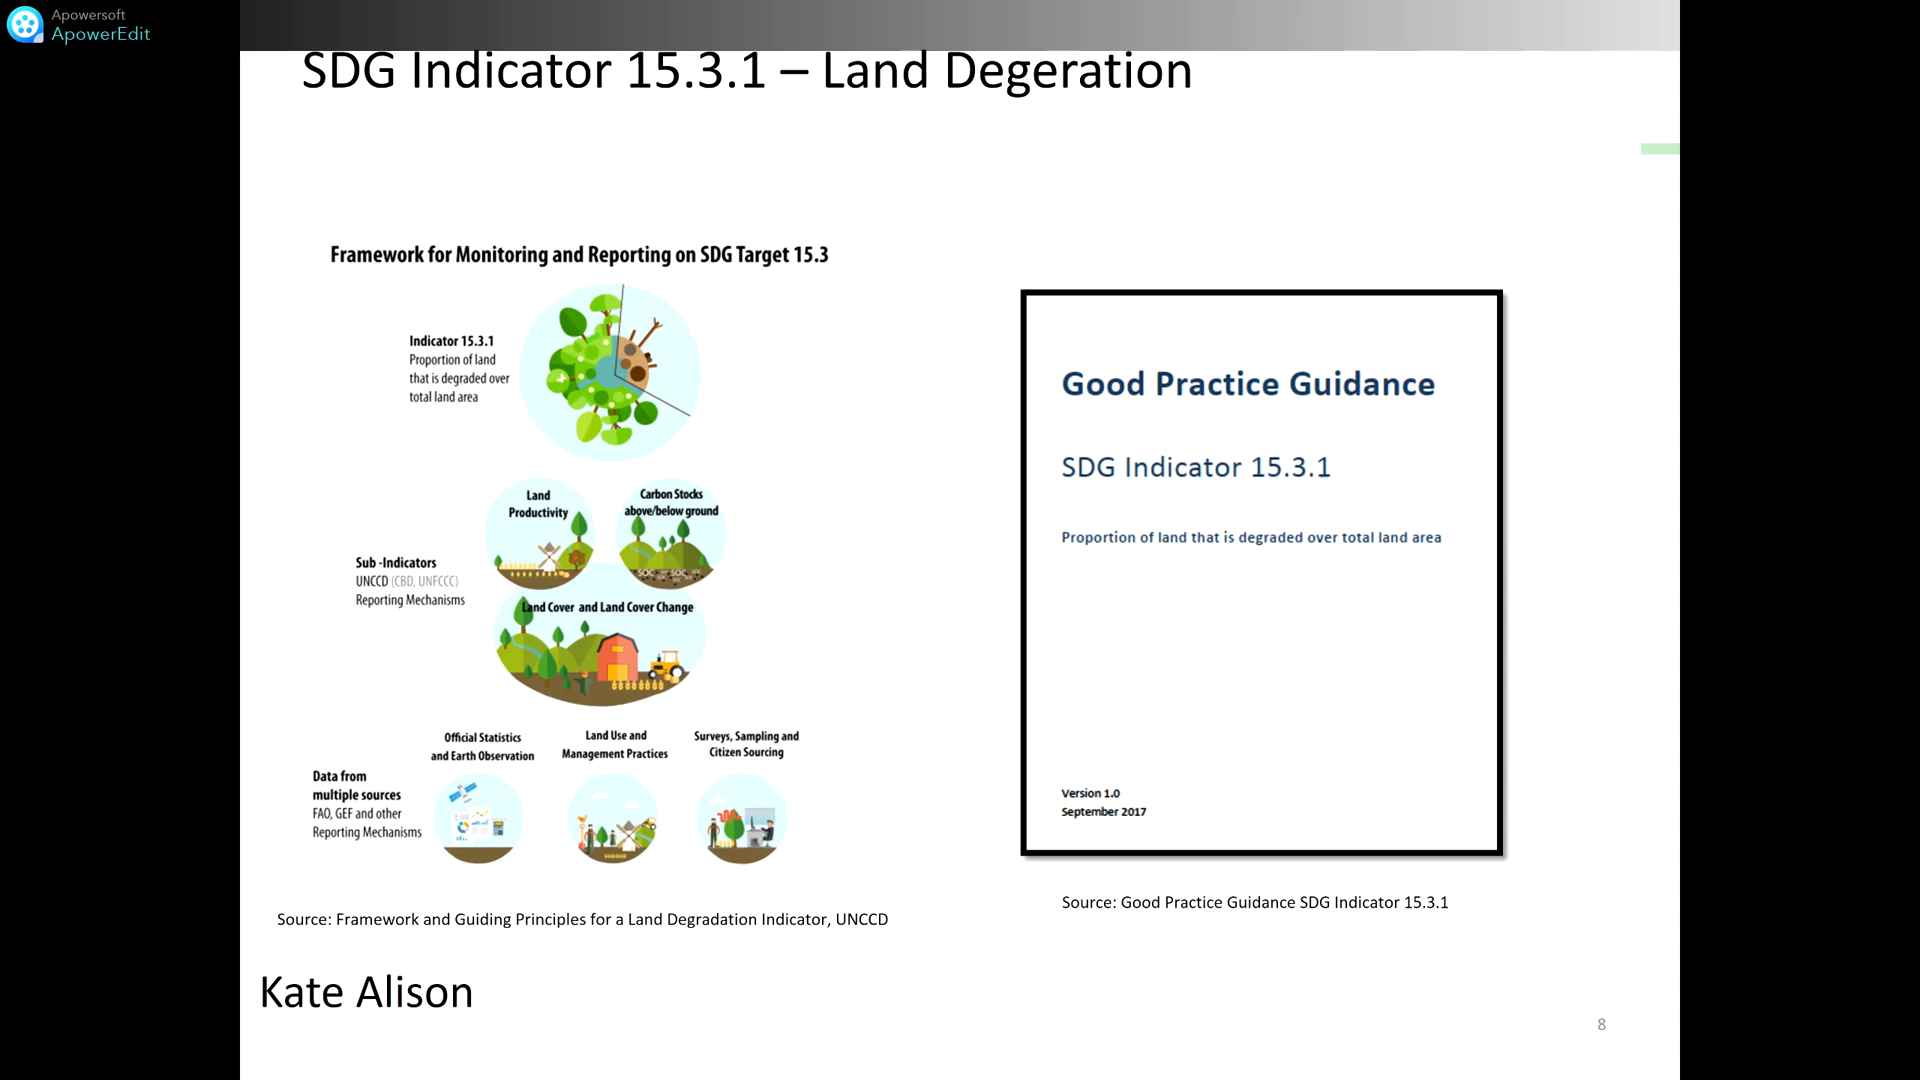 Apowersoft
ApowerEdit
SDG Indicator 15.3.1 – Land Degeration
Framework for Monitoring and Reporting on SDG Target 15.3
Indicator 15.3.1
Proportion of land
that is degraded over
total land area
Land
Productivity
Carbon Stocks
above/below ground
SOC SOC SOC
SOC SOC
Sub -Indicators
UNCCD (CBD, UNFCCC)
Reporting Mechanisms
Land Cover and Land Cover Change
Official Statistics
and Earth Observation
Land Use and
Management Practices
Surveys, Sampling and
Citizen Sourcing
Data from
multiple sources
FAO, GEF and other
Reporting Mechanisms
Source: Framework and Guiding Principles for a Land Degradation Indicator, UNCCD
Good Practice Guidance
SDG Indicator 15.3.1
Proportion of land that is degraded over total land area
Version 1.0
September 2017
Source: Good Practice Guidance SDG Indicator 15.3.1
Kate Alison
8